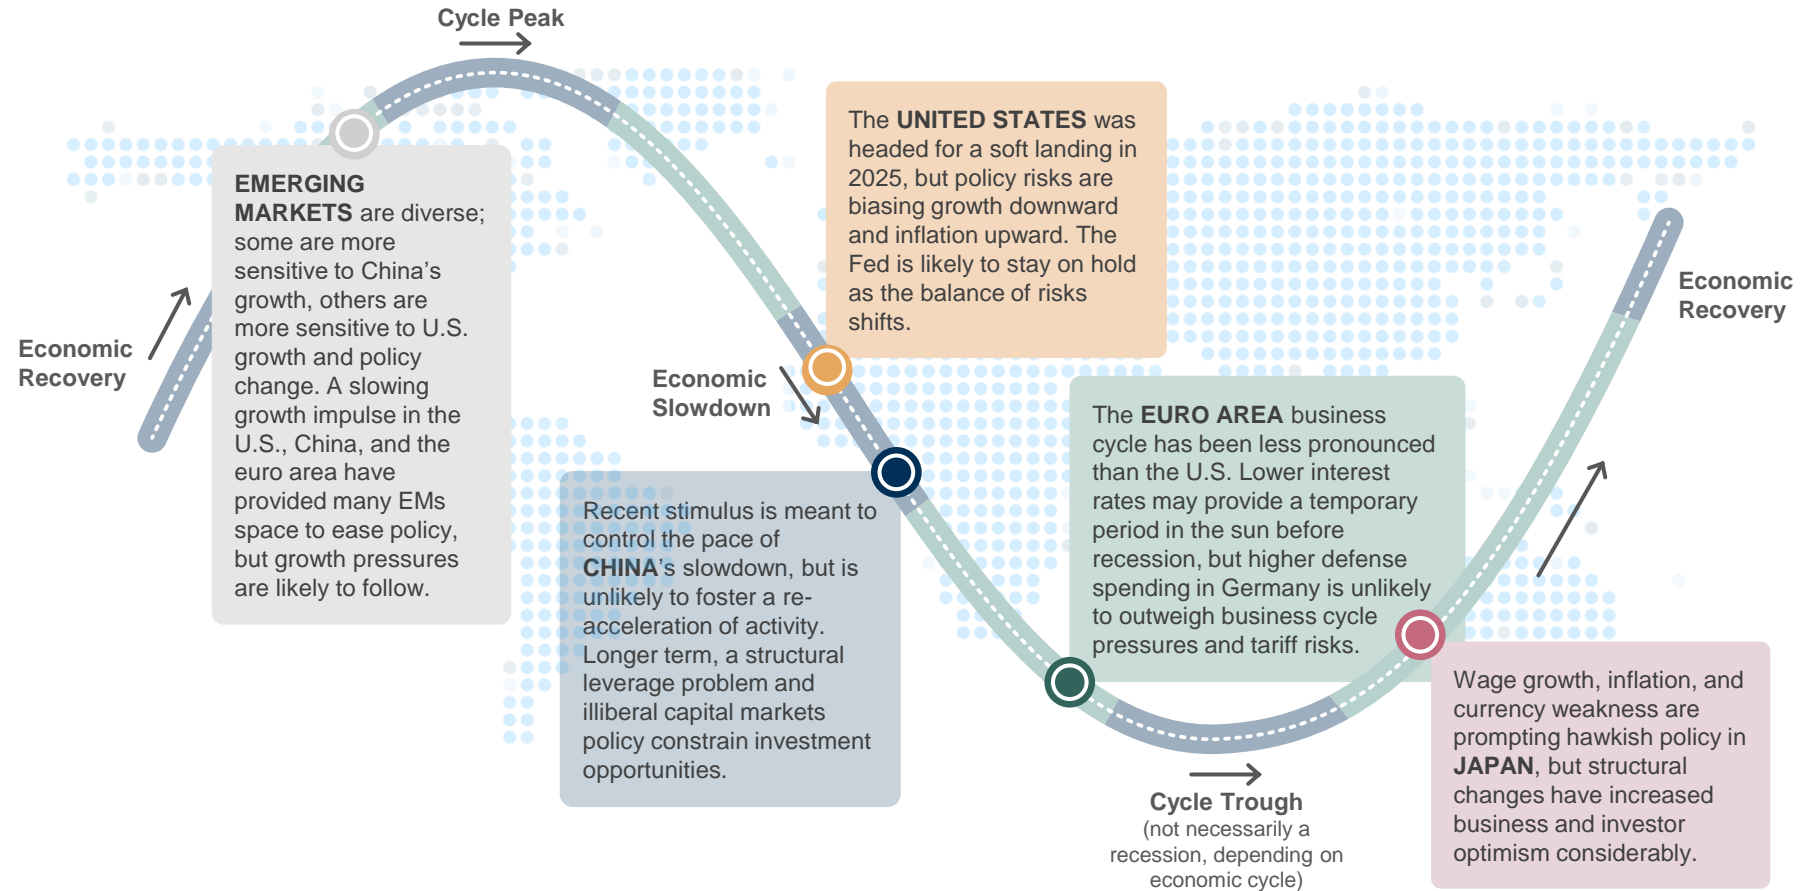 Cycle Peak
Economic
Recovery
EMERGING
MARKETS are diverse;
some are more
sensitive to China’s
growth, others are
more sensitive to U.S.
growth and policy
change. A slowing
growth impulse in the
U.S., China, and the
euro area have
provided many EMs
space to ease policy,
but growth pressures
are likely to follow.
The UNITED STATES was
headed for a soft landing in
2025, but policy risks are
biasing growth downward
and inflation upward. The
Fed is likely to stay on hold
as the balance of risks
shifts.
Economic
Slowdown
Recent stimulus is meant to
control the pace of
CHINA’s slowdown, but is
unlikely to foster a re-
acceleration of activity.
Longer term, a structural
leverage problem and
illiberal capital markets
policy constrain investment
opportunities.
The EURO AREA business
cycle has been less pronounced
than the U.S. Lower interest
rates may provide a temporary
period in the sun before
recession, but higher defense
spending in Germany is unlikely
to outweigh business cycle
pressures and tariff risks.
Cycle Trough
(not necessarily a
recession, depending on
economic cycle)
Wage growth, inflation, and
currency weakness are
prompting hawkish policy in
JAPAN, but structural
changes have increased
business and investor
optimism considerably.
Economic
Recovery